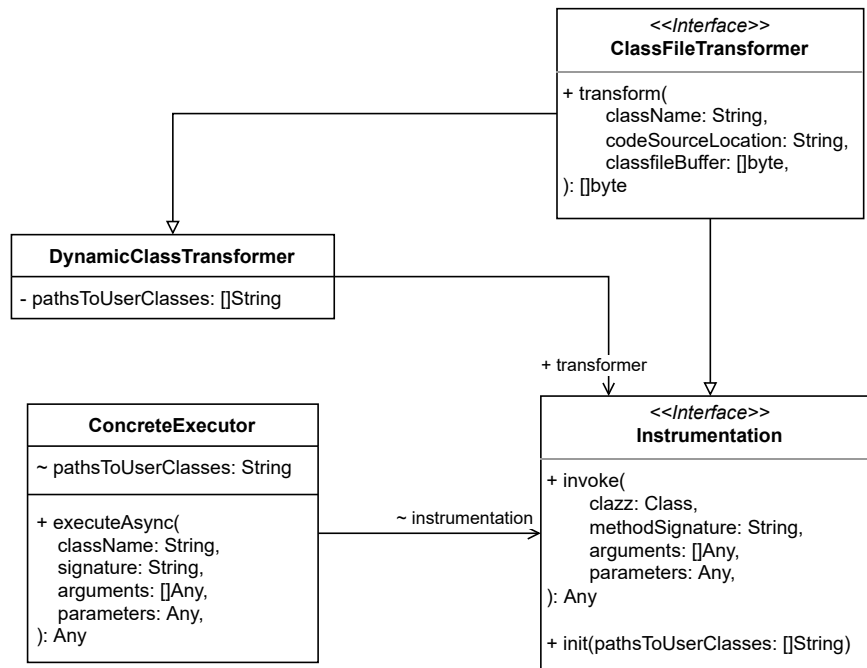 <<Interface>>
ClassFileTransformer
+ transform(
className: String,
codeSourceLocation: String,
classfileBuffer: []byte,
): []byte
DynamicClassTransformer
- pathsToUserClasses: []String
+ transformer
ConcreteExecutor
~ pathsToUserClasses: String
+ executeAsync(
className: String,
signature: String,
arguments: []Any,
parameters: Any,
): Any
~ instrumentation
<<Interface>>
Instrumentation
+ invoke(
clazz: Class,
methodSignature: String,
arguments: []Any,
parameters: Any,
): Any
+ init(pathsToUserClasses: []String)